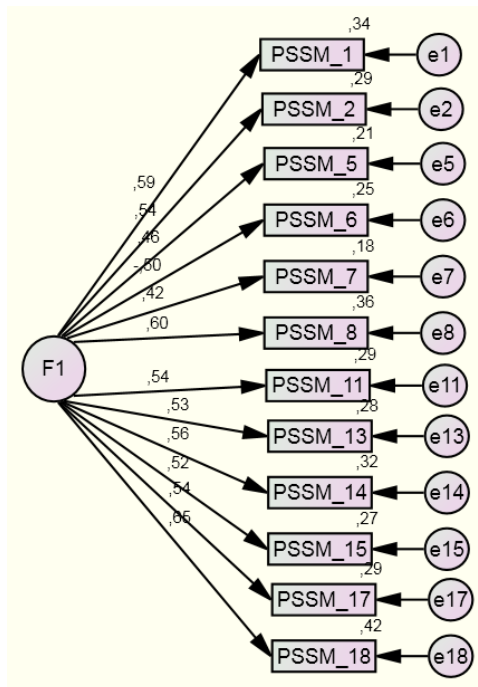 ,34
PSSM_1
e1
,29
PSSM_2
e2
,21
PSSM_5
e5
,25
PSSM_6
e6
,18
PSSM_7
e7
,36
PSSM_8
e8
,29
PSSM_11
e11
,28
PSSM_13
e13
,32
PSSM_14
e14
,27
PSSM_15
e15
,29
PSSM_17
e17
,42
PSSM_18
e18
,59
,54
,46
-,50
,42
,60
F1
,54
,53
,56
,52
,54
,65